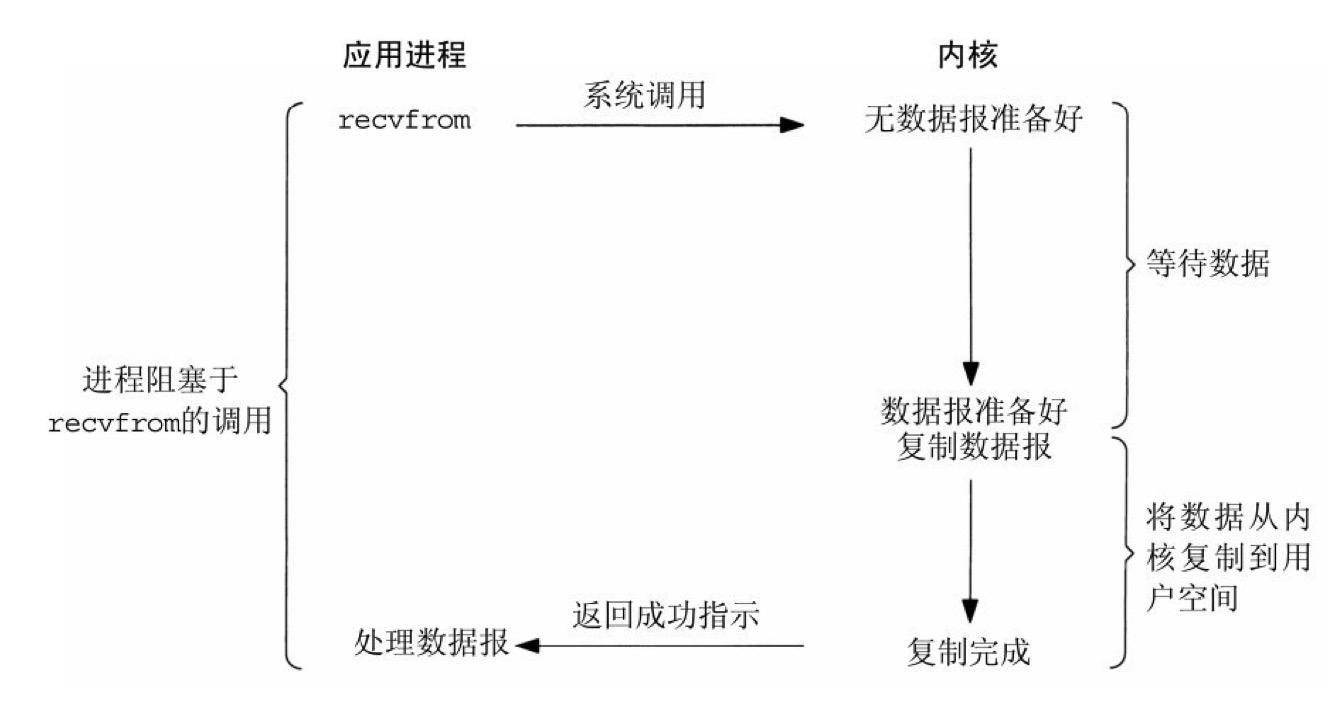 应用进程
内核
系统调用
recvfrom
无数据报准备好
等待数据
进程阻塞于
recvfrom的调用
数据报准备好
复制数据报
将数据从内
核复制到用
户空间
返回成功指示
处理数据报
复制完成